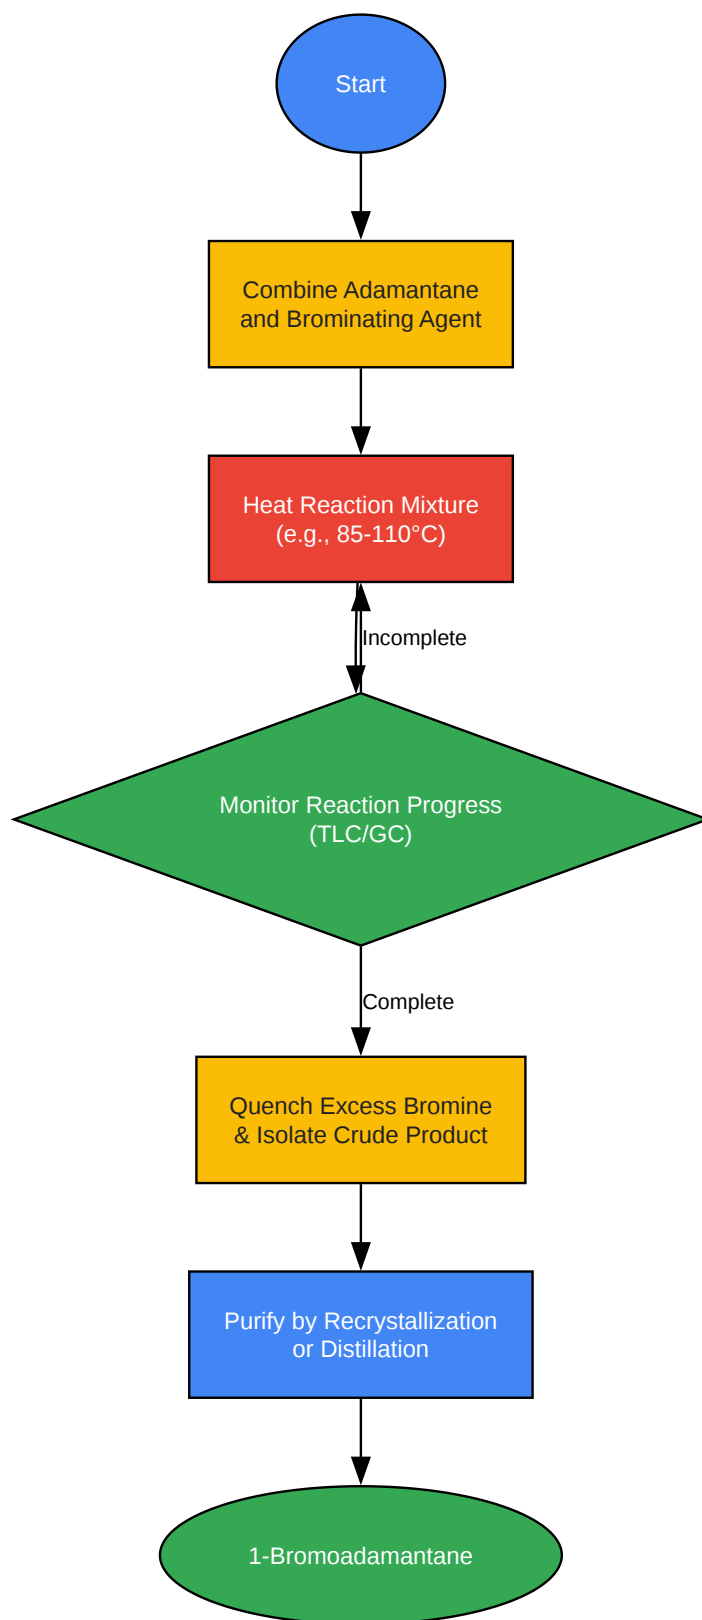 Start
Combine Adamantane
and Brominating Agent
Heat Reaction Mixture
(e.g., 85-110°C)
Incomplete
Monitor Reaction Progress
(TLC/GC)
Complete
Quench Excess Bromine
& Isolate Crude Product
Purify by Recrystallization
or Distillation
1-Bromoadamantane